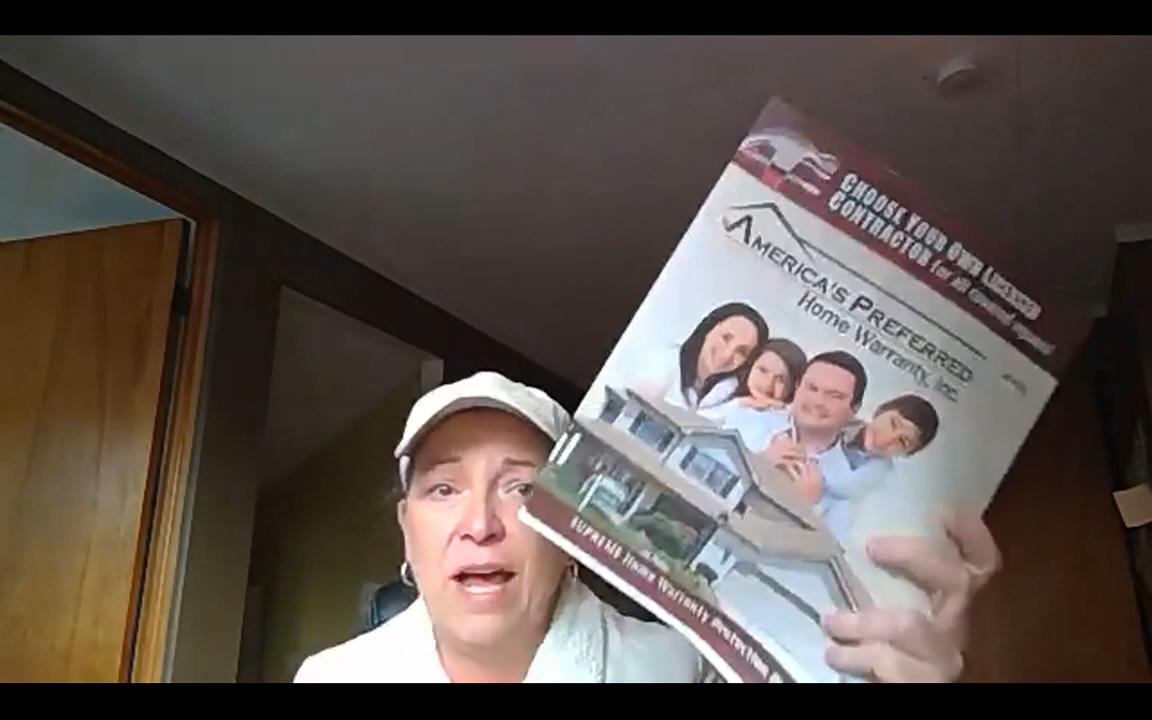 CHOOSE YOUR OWN LICENSED
CONTRACTOR for all covered repairs!
AMERICA'S PREFERRED
Home Warranty, Inc.
SUPREME Home Warranty Protection